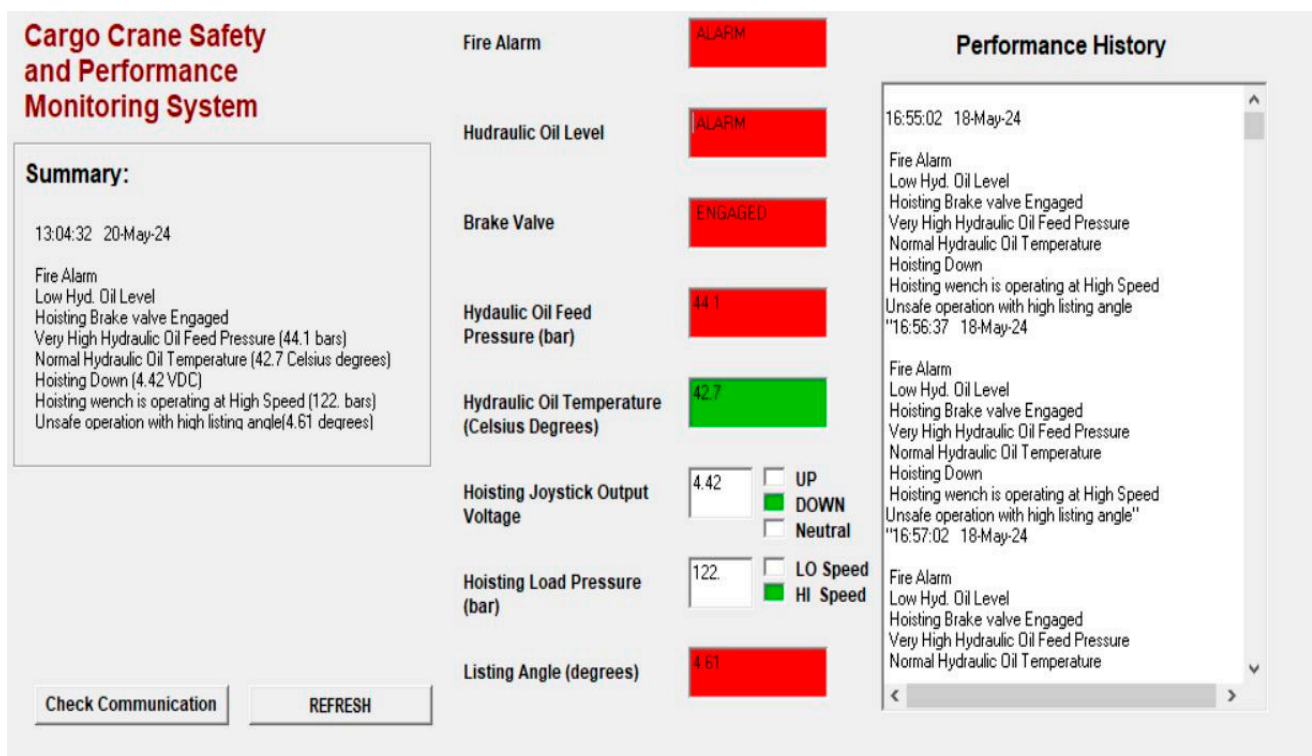 Cargo Crane Safety
and Performance
Monitoring System
Summary:
13:04:32 20-May-24
Fire Alarm
Low Hyd. Oil Level
Hoisting Brake valve Engaged
Very High Hydraulic Oil Feed Pressure (44.1 bars)
Normal Hydraulic Oil Temperature (42.7 Celsius degrees)
Hoisting Down (4.42 VDC)
Hoisting wench is operating at High Speed (122. bars)
Unsafe operation with high listing angle(4.61 degrees)
Check Communication
REFRESH
Fire Alarm
ALARM
Hudraulic Oil Level
ALARM
Brake Valve
ENGAGED
Hydaulic Oil Feed
Pressure (bar)
44.1
Hydraulic Oil Temperature
(Celsius Degrees)
42.7
Hoisting Joystick Output
Voltage
4.42
UP
DOWN
Neutral
Hoisting Load Pressure
(bar)
122.
LO Speed
HI Speed
Listing Angle (degrees)
4.61
Performance History
16:55:02 18-May-24
Fire Alarm
Low Hyd. Oil Level
Hoisting Brake valve Engaged
Very High Hydraulic Oil Feed Pressure
Normal Hydraulic Oil Temperature
Hoisting Down
Hoisting wench is operating at High Speed
Unsafe operation with high listing angle
"16:56:37 18-May-24
Fire Alarm
Low Hyd. Oil Level
Hoisting Brake valve Engaged
Very High Hydraulic Oil Feed Pressure
Normal Hydraulic Oil Temperature
Hoisting Down
Hoisting wench is operating at High Speed
Unsafe operation with high listing angle"
"16:57:02 18-May-24
Fire Alarm
Low Hyd. Oil Level
Hoisting Brake valve Engaged
Very High Hydraulic Oil Feed Pressure
Normal Hydraulic Oil Temperature